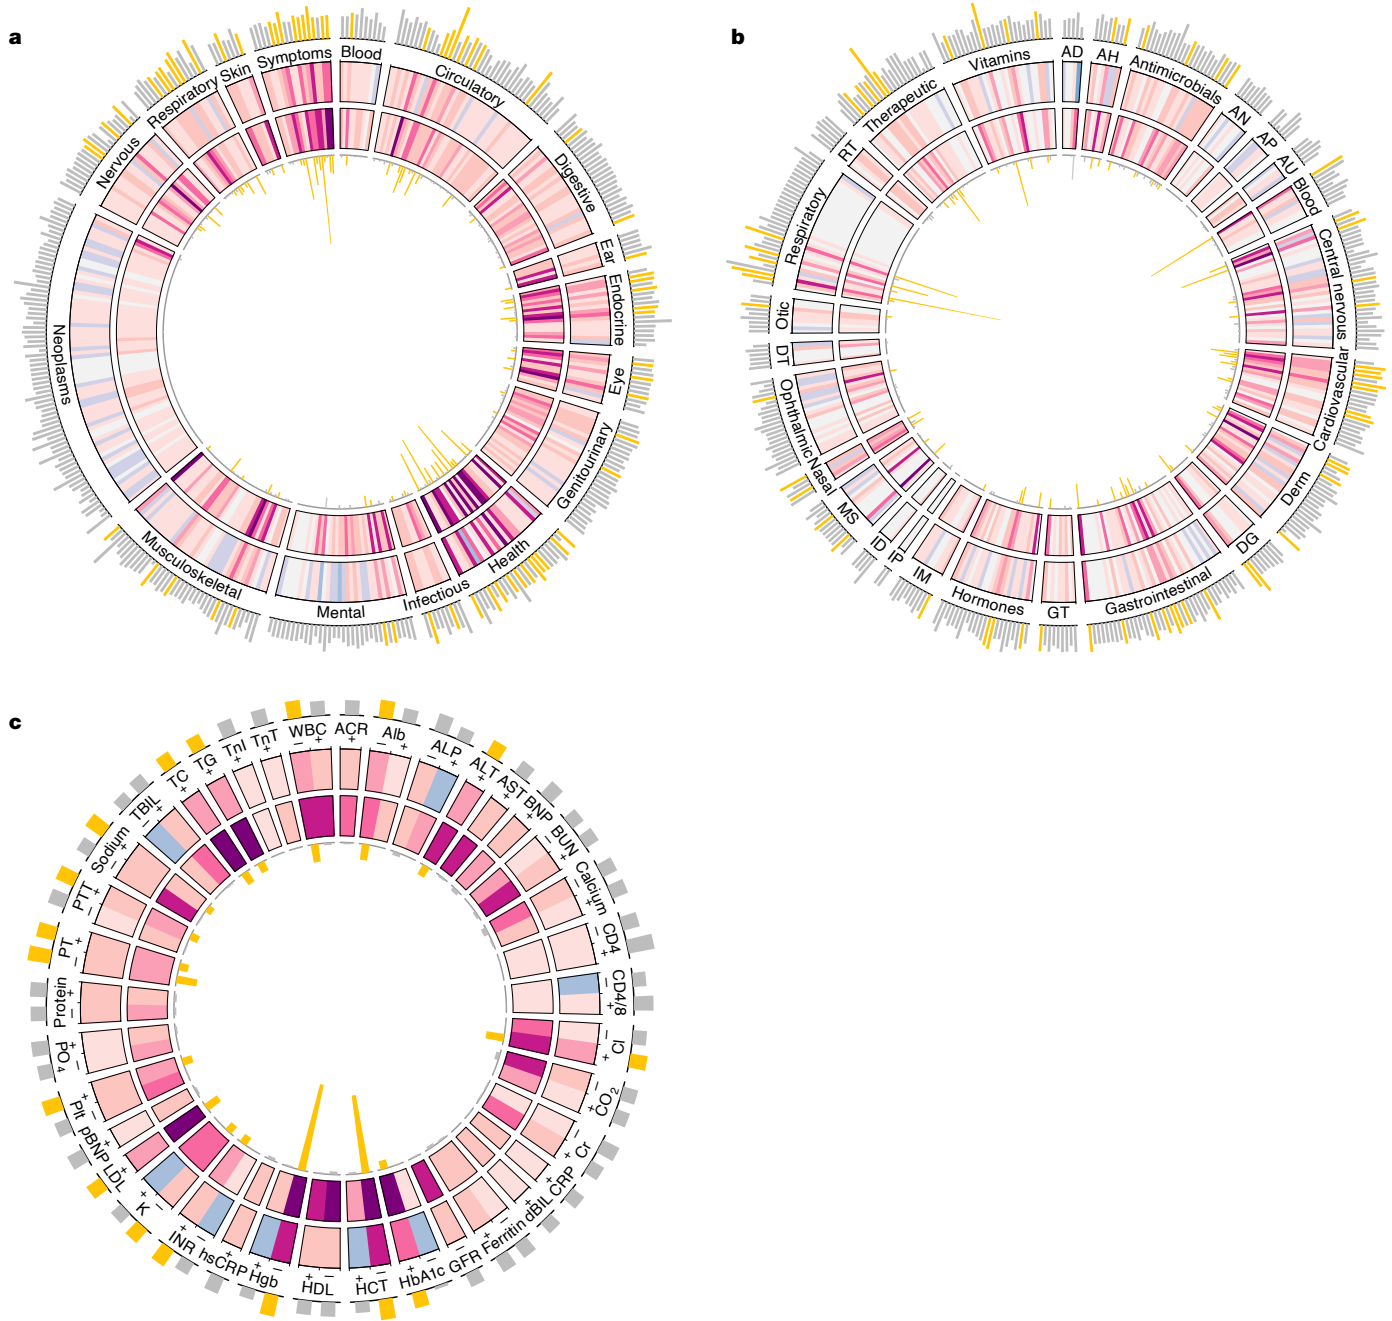 a
Blood
Circulatory
Digestive
Ear
Endocrine
Eye
Genitourinary
Health
Infectious
Mental
Musculoskeletal
Neoplasms
Nervous
Respiratory
Skin
Symptoms
b
AD
AH
Antimicrobials
AN
AP
AU
Blood
Central nervous
Cardiovascular
Derm
DG
Gastrointestinal
GT
Hormones
IM
IP
ID
MS
Nasal
Ophthalmic
DT
Otic
Respiratory
RT
Therapeutic
Vitamins
c
ACR
+
Alb
− +
ALP
− +
ALT
+
AST
+
BNP
+
BUN
− +
Calcium
− +
CD4
− +
CD4/8
− +
Cl
− +
CO₂
− +
Cr
− +
CRP
+
dBIL
+
Ferritin
− +
GFR
−
HbA1c
− +
HCT
− +
HDL
− +
Hgb
− +
hsCRP
+
INR
− +
K
− +
LDL
+
pBNP
+
Plt
− +
PO₄
− +
Protein
− +
PT
− +
PTT
− +
Sodium
− +
TBIL
− +
TC
+
TG
+
TnI
+
TnT
+
WBC
− +